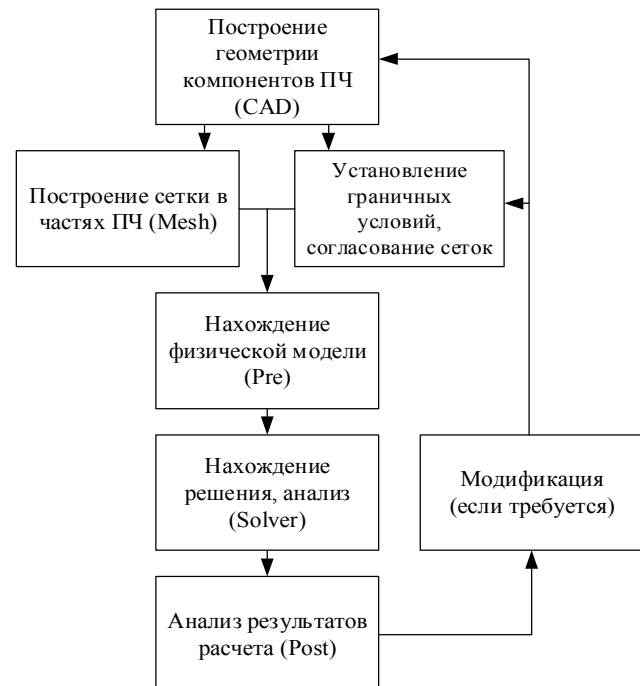 Построение
геометрии
компонентов ПЧ
(CAD)
Построение сетки в
частях ПЧ (Mesh)
Установление
граничных
условий,
согласование сеток
Нахождение
физической модели
(Pre)
Нахождение
решения, анализ
(Solver)
Модификация
(если требуется)
Анализ результатов
расчета (Post)